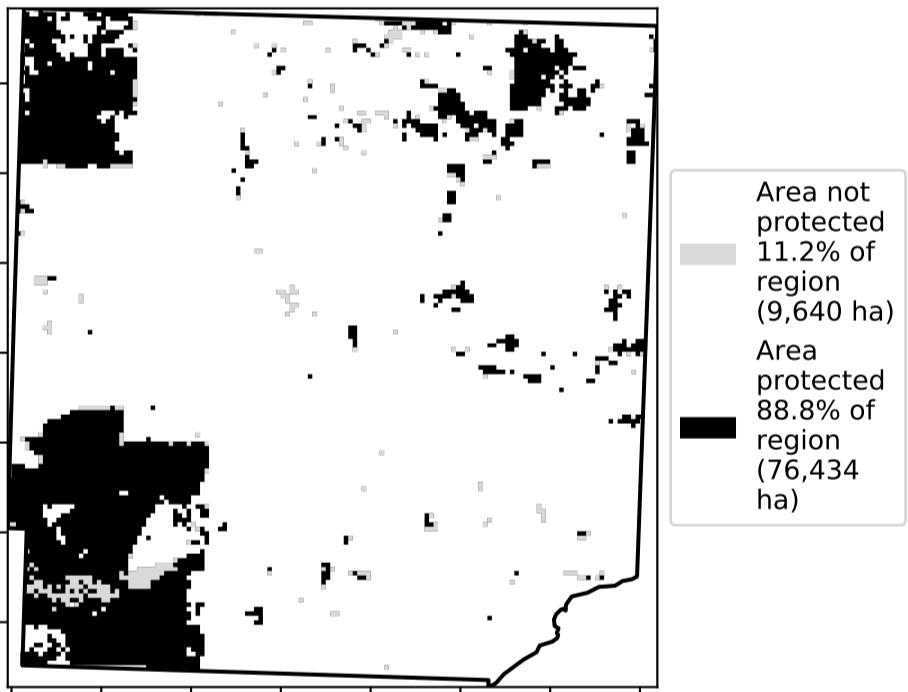 Area not
protected
11.2% of
region
(9,640 ha)
Area
protected
88.8% of
region
(76,434
ha)